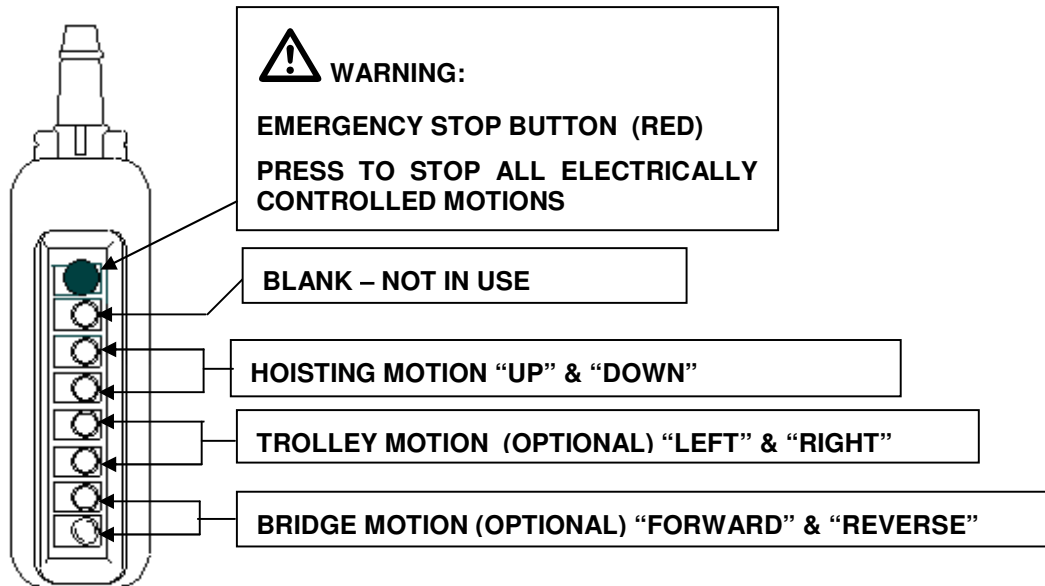 WARNING:
EMERGENCY STOP BUTTON (RED)
PRESS TO STOP ALL ELECTRICALLY
CONTROLLED MOTIONS
BLANK – NOT IN USE
HOISTING MOTION “UP” & “DOWN”
TROLLEY MOTION (OPTIONAL) “LEFT” & “RIGHT”
BRIDGE MOTION (OPTIONAL) “FORWARD” & “REVERSE”